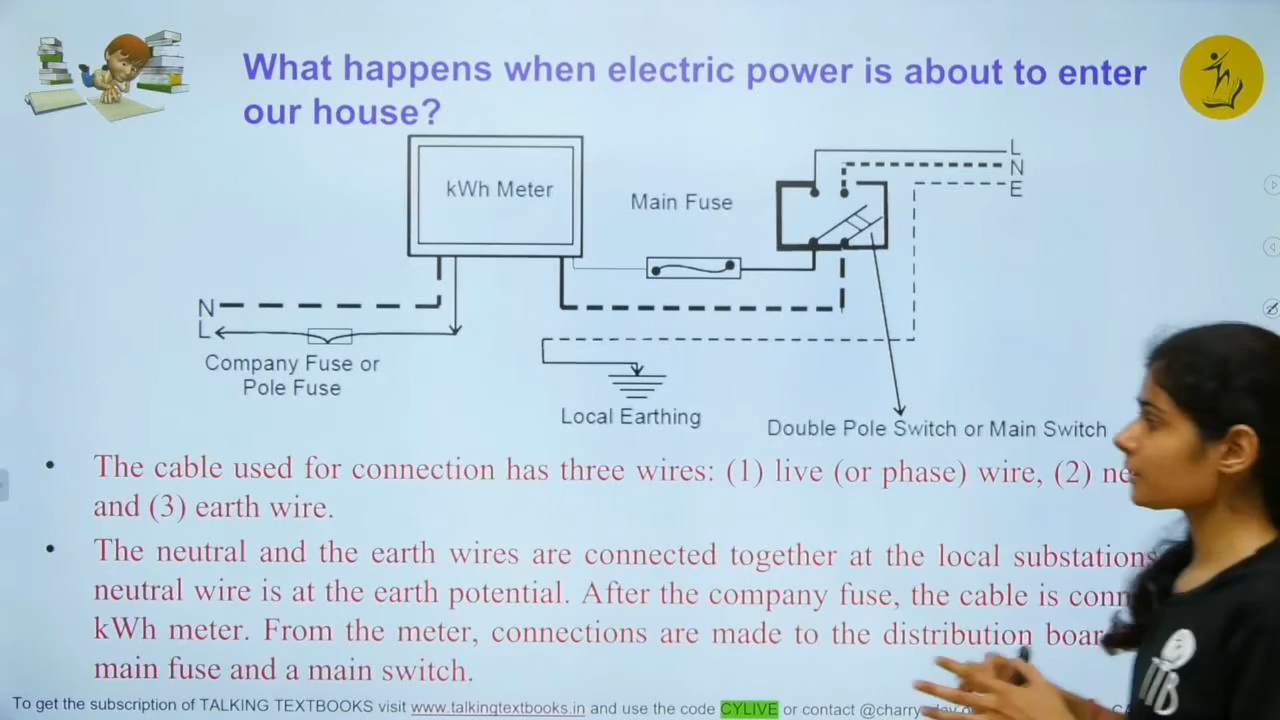 What happens when electric power is about to enter
our house?
kWh Meter
Main Fuse
L
N
E
N
L
Company Fuse or
Pole Fuse
Local Earthing
Double Pole Switch or Main Switch
• The cable used for connection has three wires: (1) live (or phase) wire, (2)
and (3) earth wire.
• The neutral and the earth wires are connected together at the local substations
neutral wire is at the earth potential. After the company fuse, the cable is
kWh meter. From the meter, connections are made to the distribution
main fuse and a main switch.
To get the subscription of TALKING TEXTBOOKS visit www.talkingtextbooks.in and use the code CYLIVE or contact
TTB